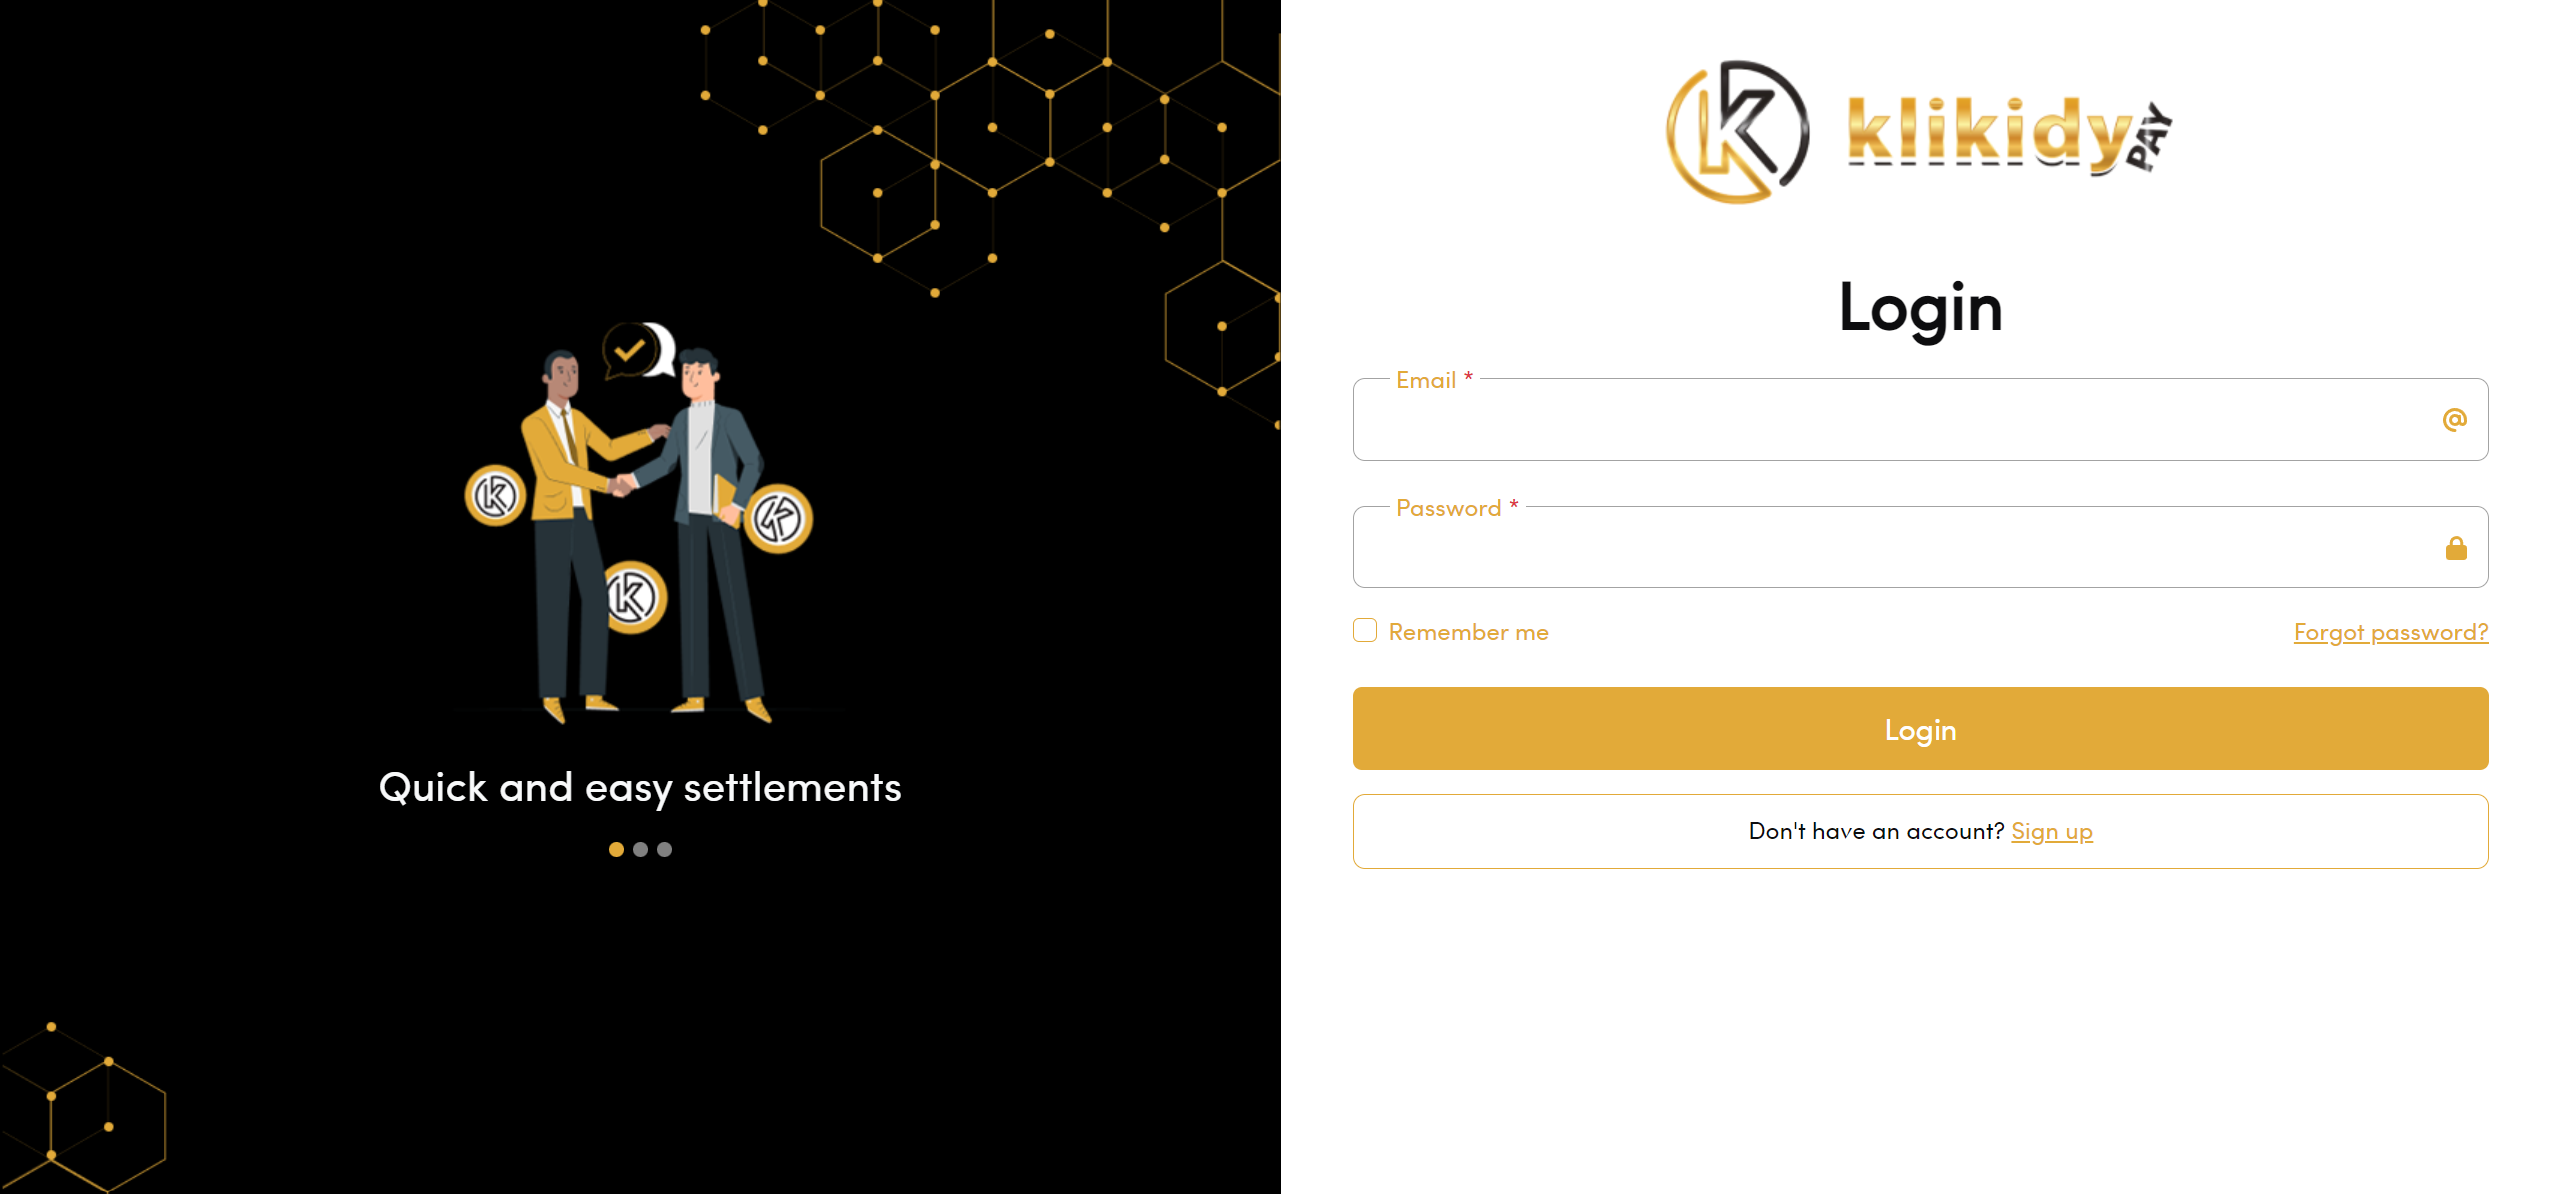 klikidy PAY
Login
Email *
Password *
Remember me
Forgot password?
Login
Don't have an account? Sign up
Quick and easy settlements